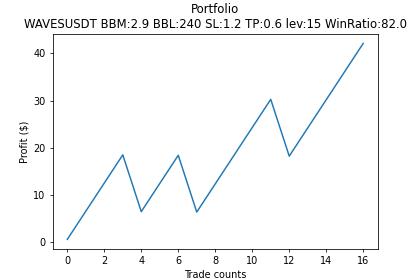 Portfolio
WAVESUSDT BBM:2.9 BBL:240 SL:1.2 TP:0.6 lev:15 WinRatio:82.0
Profit ($)
40
30
20
10
0
0 2 4 6 8 10 12 14 16
Trade counts